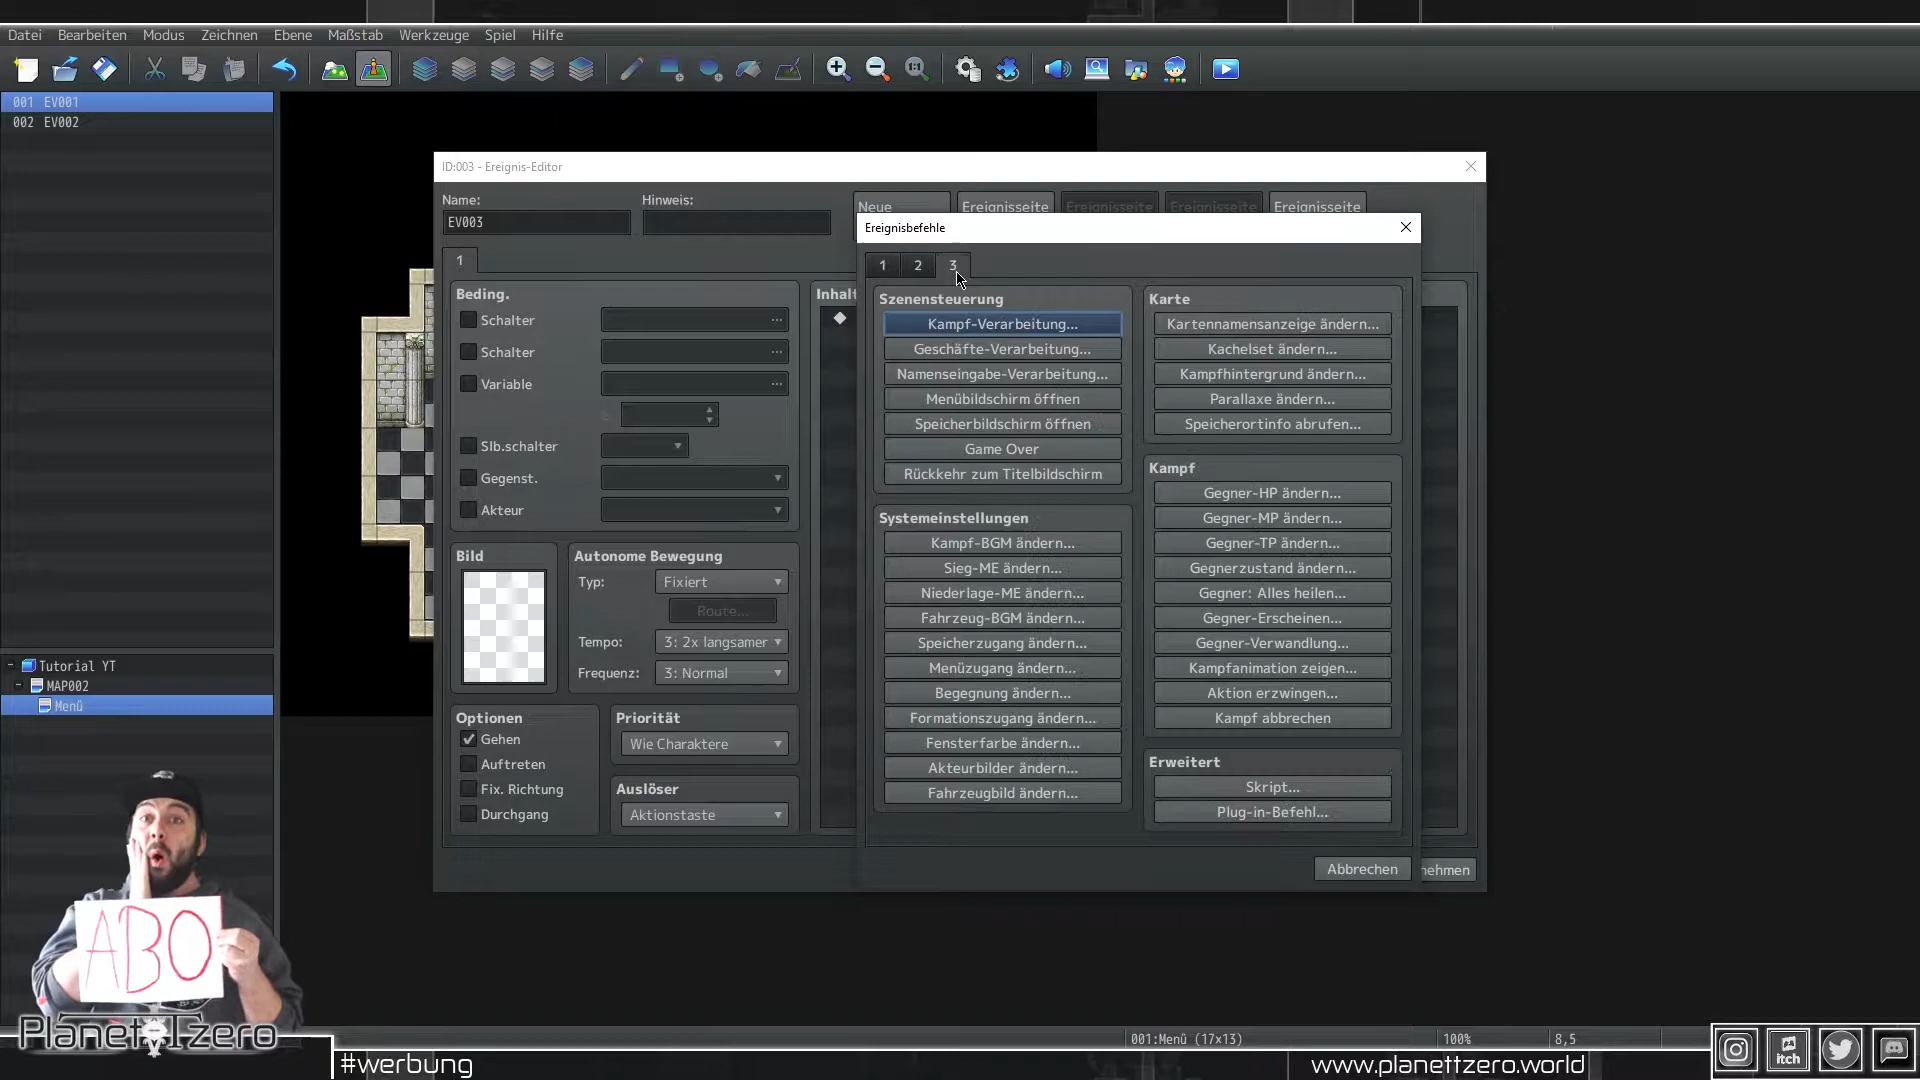 Datei Bearbeiten Modus Zeichnen Ebene Maßstab Werkzeuge Spiel Hilfe
1:1
001 EV001
002 EV002
ID:003 - Ereignis-Editor
Name: Hinweis:
EV003
Neue Ereignisseite Ereignisseite Ereignisseite Ereignisseite
1
Beding.
Schalter
Schalter
Variable
≥
Slb.schalter
Gegenst.
Akteur
Bild
Autonome Bewegung
Typ: Fixiert
Route...
Tempo: 3: 2x langsamer
Frequenz: 3: Normal
Optionen
Gehen
Auftreten
Fix. Richtung
Durchgang
Priorität
Wie Charaktere
Auslöser
Aktionstaste
Inhalt
Ereignisbefehle
1 2 3
Szenensteuerung
Kampf-Verarbeitung...
Geschäfte-Verarbeitung...
Namenseingabe-Verarbeitung...
Menübildschirm öffnen
Speicherbildschirm öffnen
Game Over
Rückkehr zum Titelbildschirm
Systemeinstellungen
Kampf-BGM ändern...
Sieg-ME ändern...
Niederlage-ME ändern...
Fahrzeug-BGM ändern...
Speicherzugang ändern...
Menüzugang ändern...
Begegnung ändern...
Formationszugang ändern...
Fensterfarbe ändern...
Akteurbilder ändern...
Fahrzeugbild ändern...
Karte
Kartennamensanzeige ändern...
Kachelset ändern...
Kampfhintergrund ändern...
Parallaxe ändern...
Speicherortinfo abrufen...
Kampf
Gegner-HP ändern...
Gegner-MP ändern...
Gegner-TP ändern...
Gegnerzustand ändern...
Gegner: Alles heilen...
Gegner-Erscheinen...
Gegner-Verwandlung...
Kampfanimation zeigen...
Aktion erzwingen...
Kampf abbrechen
Erweitert
Skript...
Plug-in-Befehl...
Abbrechen
nehmen
Tutorial YT
MAP002
Menü
ABO
PlanetTzero
#werbung
001:Menü (17x13) 100% 8,5
www.planettzero.world
itch